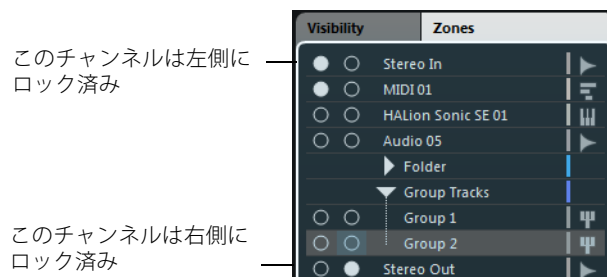 Visibility Zones
このチャンネルは左側に
ロック済み
Stereo In
MIDI 01
HALion Sonic SE 01
Audio 05
Folder
Group Tracks
Group 1
Group 2
このチャンネルは右側に
ロック済み
Stereo Out